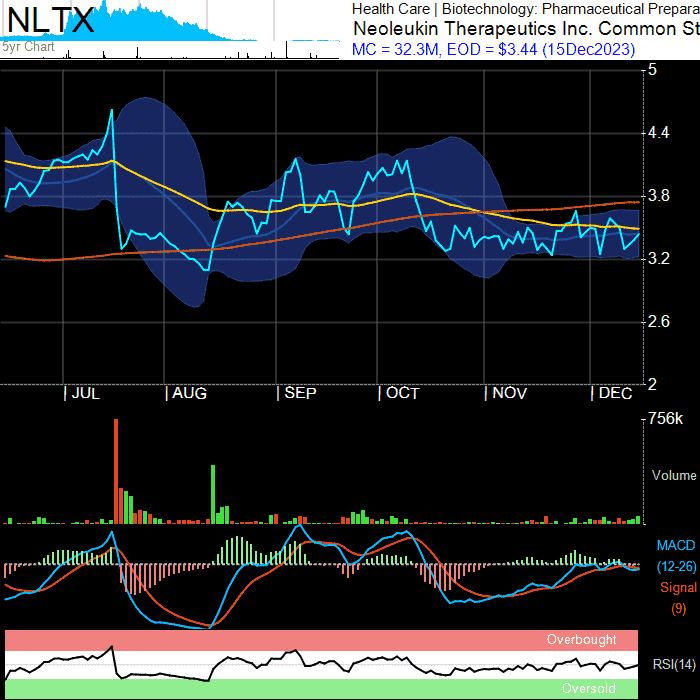 NLTX
5yr Chart
Health Care | Biotechnology: Pharmaceutical Prepara
Neoleukin Therapeutics Inc. Common St
MC = 32.3M, EOD = $3.44 (15Dec2023)
5
4.4
3.8
3.2
2.6
2
| JUL | AUG | SEP | OCT | NOV | DEC
756k
Volume
MACD
(12-26)
Signal
(9)
Overbought
RSI(14)
Oversold